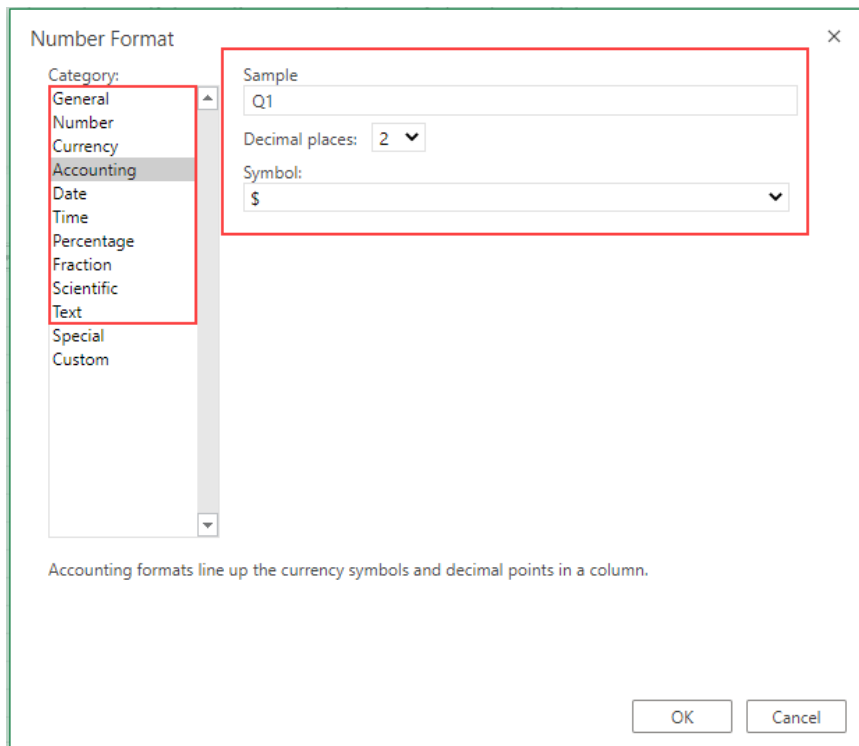 Number Format
Category:
General
Number
Currency
Accounting
Date
Time
Percentage
Fraction
Scientific
Text
Special
Custom
Sample
Q1
Decimal places: 2
Symbol:
$
Accounting formats line up the currency symbols and decimal points in a column.
OK Cancel